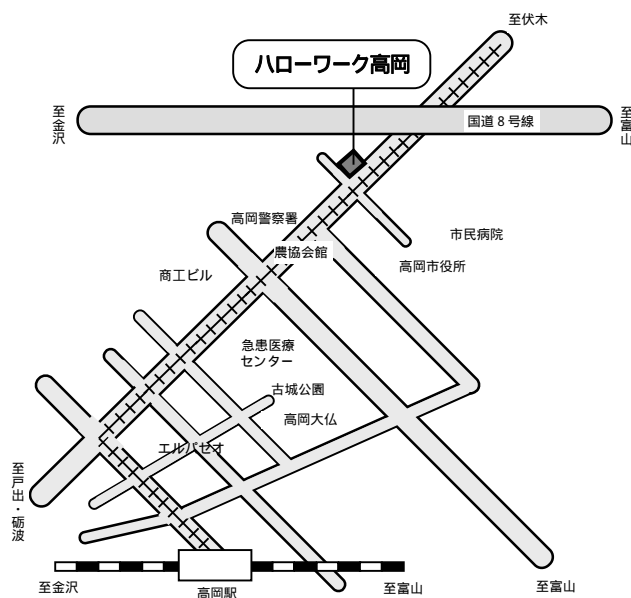 至伏木
ハローワーク高岡
至金沢
国道８号線
至富山
高岡警察署
市民病院
農協会館
高岡市役所
商工ビル
急患医療
センター
古城公園
高岡大仏
エルパセオ
至戸出・砺波
至金沢
高岡駅
至富山
至富山